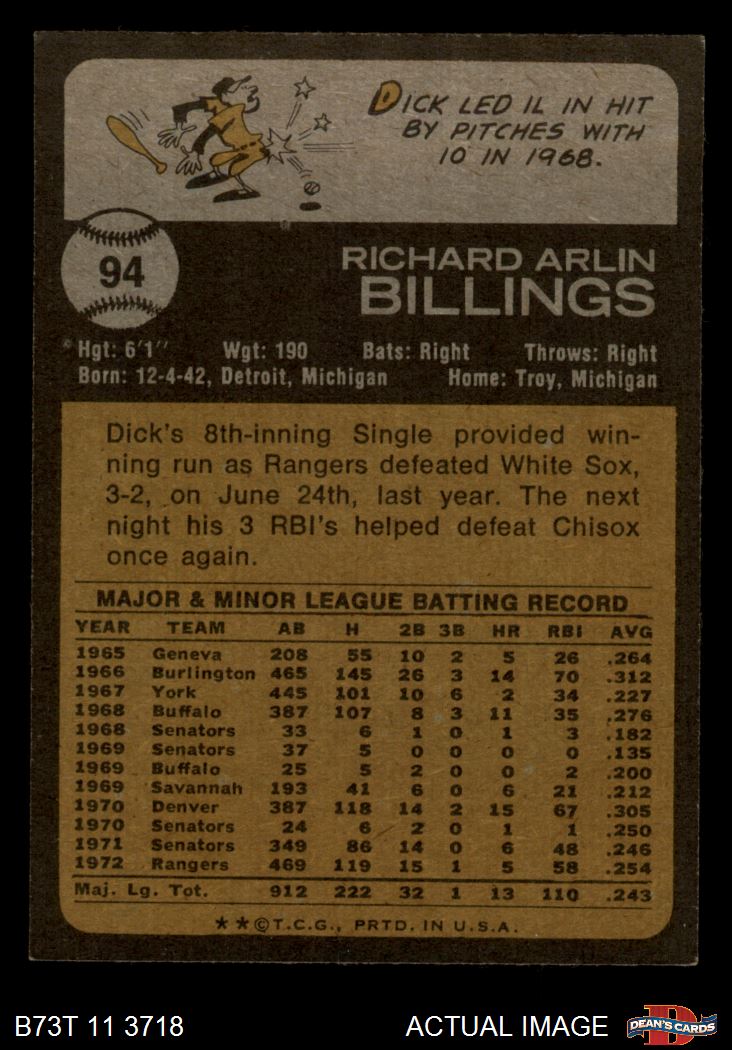 DICK LED IL IN HIT
BY PITCHES WITH
10 IN 1968.
94
RICHARD ARLIN
BILLINGS
Hgt: 6'1" Wgt: 190 Bats: Right Throws: Right
Born: 12-4-42, Detroit, Michigan Home: Troy, Michigan
Dick's 8th-inning Single provided win-
ning run as Rangers defeated White Sox,
3-2, on June 24th, last year. The next
night his 3 RBI's helped defeat Chisox
once again.
MAJOR & MINOR LEAGUE BATTING RECORD
YEAR TEAM AB H 2B 3B HR RBI AVG
1965 Geneva 208 55 10 2 5 26 .264
1966 Burlington 465 145 26 3 14 70 .312
1967 York 445 101 10 6 2 34 .227
1968 Buffalo 387 107 8 3 11 35 .276
1968 Senators 33 6 1 0 1 3 .182
1969 Senators 37 5 0 0 0 0 .135
1969 Buffalo 25 5 2 0 0 2 .200
1969 Savannah 193 41 6 0 6 21 .212
1970 Denver 387 118 14 2 15 67 .305
1970 Senators 24 6 2 0 1 1 .250
1971 Senators 349 86 14 0 6 48 .246
1972 Rangers 469 119 15 1 5 58 .254
Maj. Lg. Tot. 912 222 32 1 13 110 .243
★★©T.C.G., PRTD. IN U.S.A.
B73T 11 3718 ACTUAL IMAGE DEAN'S CARDS